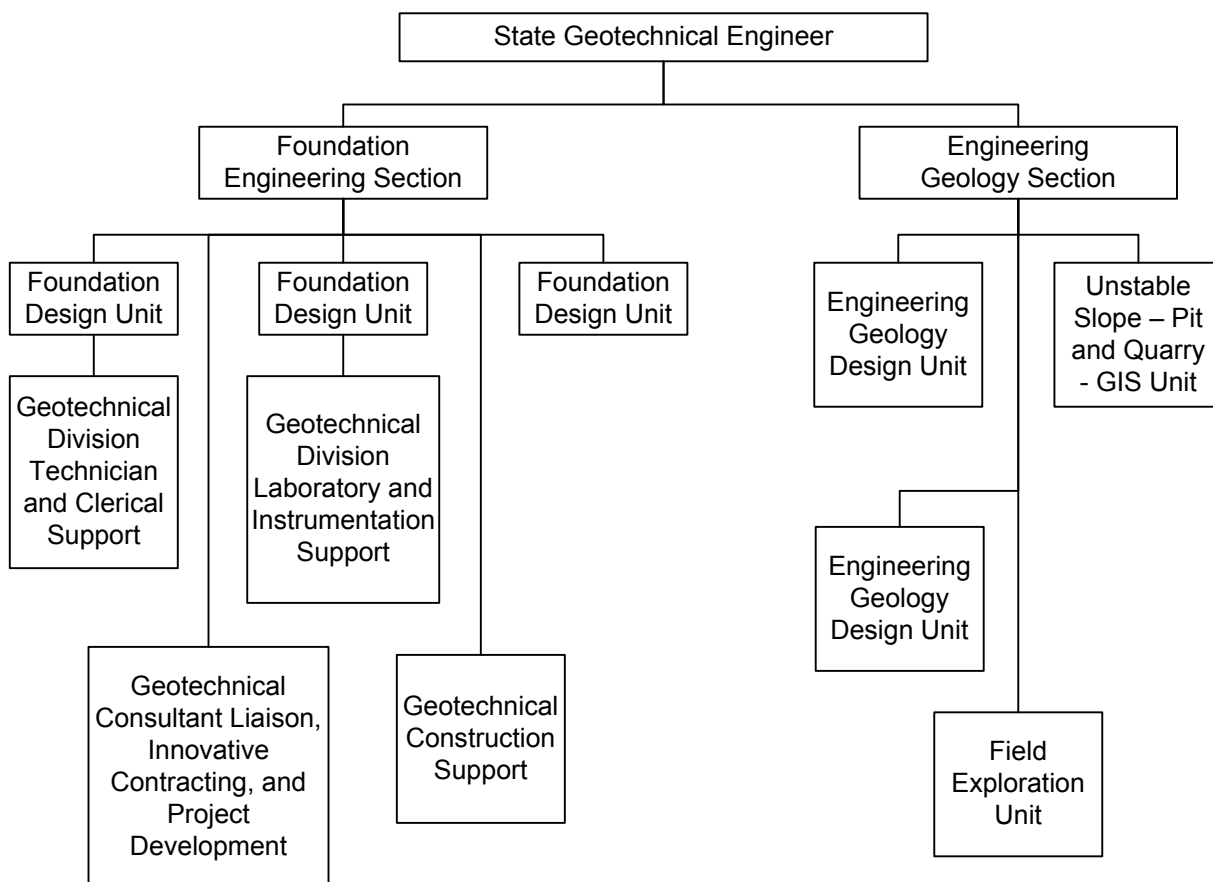 State Geotechnical Engineer
Foundation
Engineering Section
Engineering
Geology Section
Foundation
Design Unit
Foundation
Design Unit
Foundation
Design Unit
Engineering
Geology
Design Unit
Unstable
Slope – Pit
and Quarry
- GIS Unit
Geotechnical
Division
Technician
and Clerical
Support
Geotechnical
Division
Laboratory and
Instrumentation
Support
Engineering
Geology
Design Unit
Geotechnical
Consultant Liaison,
Innovative
Contracting, and
Project
Development
Geotechnical
Construction
Support
Field
Exploration
Unit